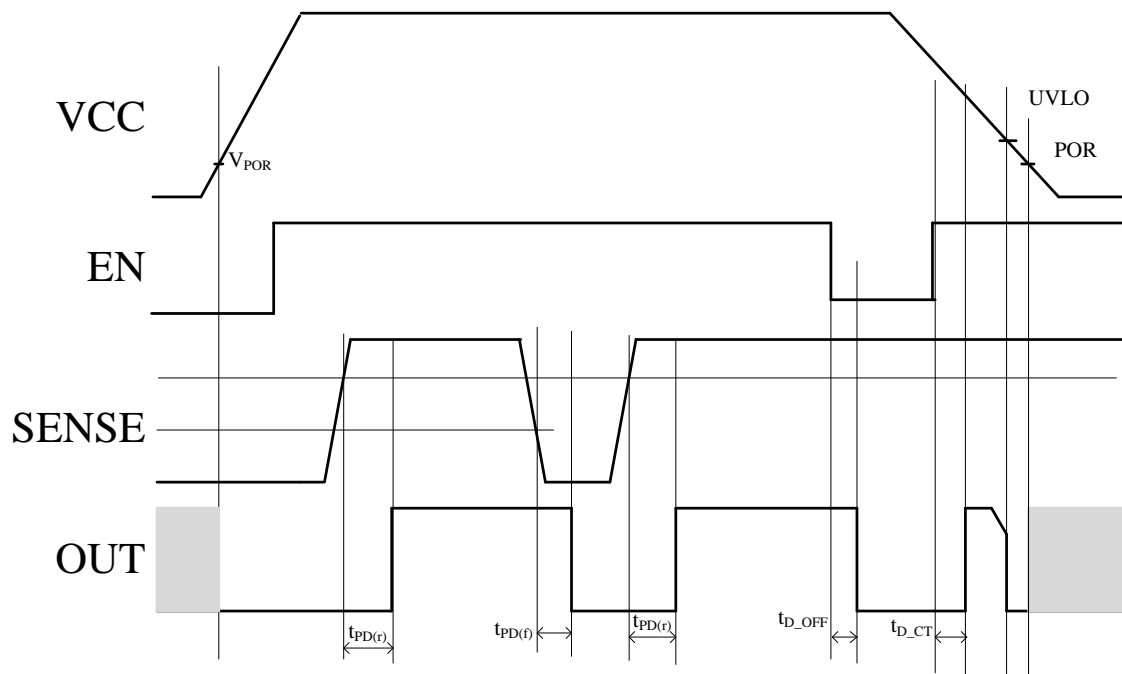 VCC
UVLO
V_POR
POR
EN
SENSE
OUT
t_PD(r)
t_PD(f)
t_PD(r)
t_D_OFF
t_D_CT